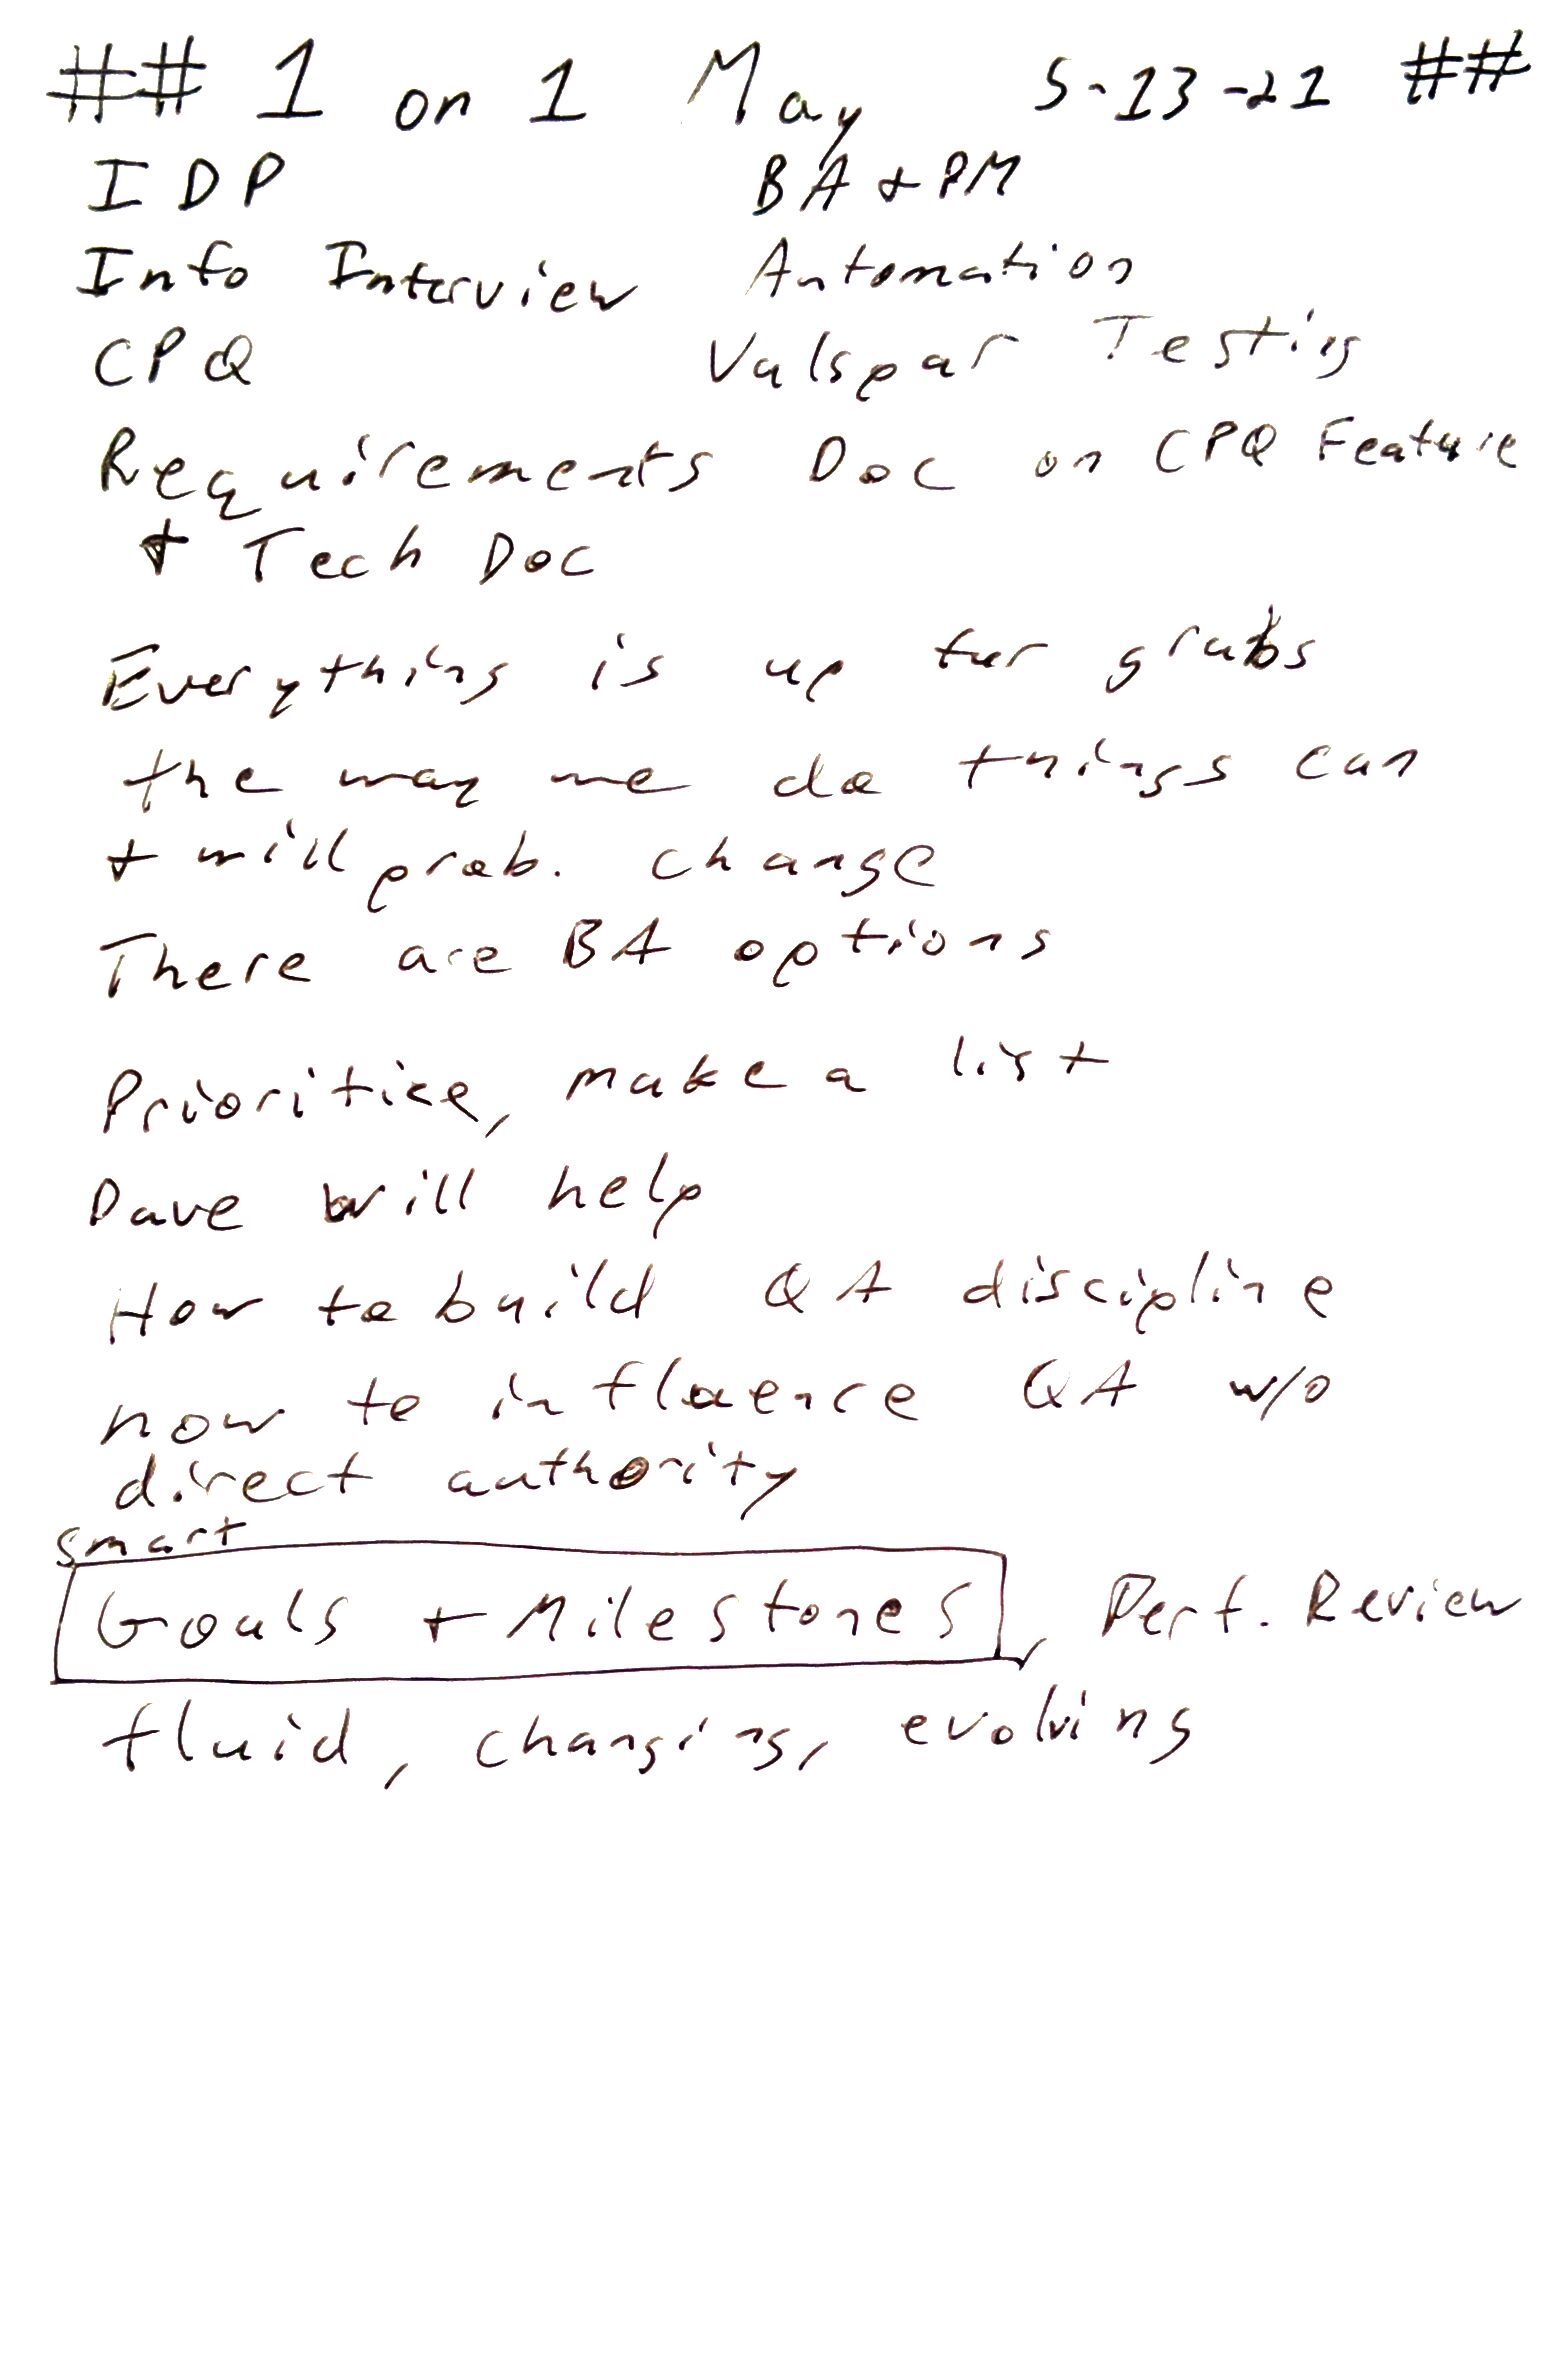 ## 1 on 1 May 5-13-21 ##
IDP BA + PM
Info Interview Automation
CPQ Valspar Testing
Requirements Doc on CPQ Feature
+ Tech Doc
Everything is up for grabs
the way we do things can
+ will prob. change
There are BA options
Prioritize, make a list
Dave will help
How to build QA discipline
how to influence QA w/o
direct authority
smart
Goals + Milestones, Perf. Review
fluid, changing, evolving